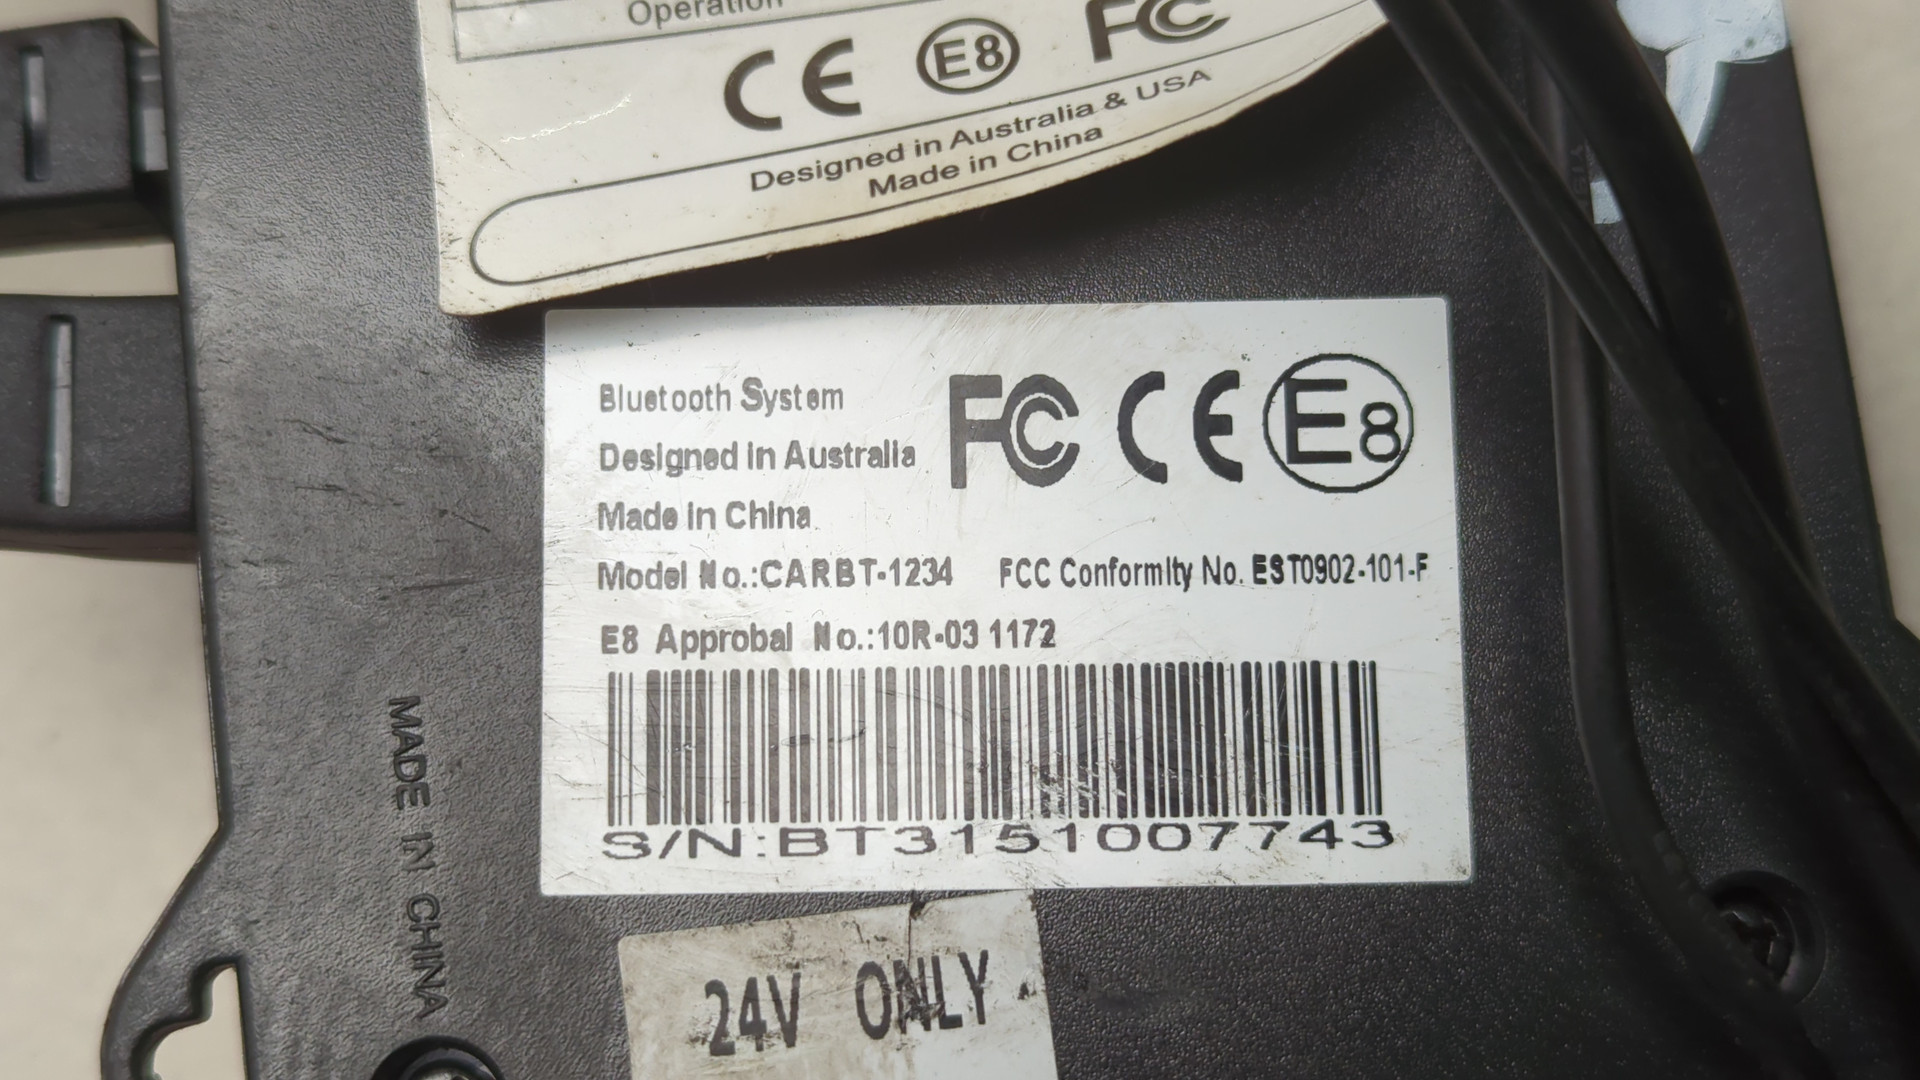 Operation
CE E8 FC
Designed in Australia & USA
Made in China
Bluetooth System
FC CE E8
Designed in Australia
Made in China
Model No.:CARBT-1234 FCC Conformity No. EST0902-101-F
E8 Approbal No.:10R-03 1172
S/N:BT3151007743
24V ONLY
MADE IN CHINA